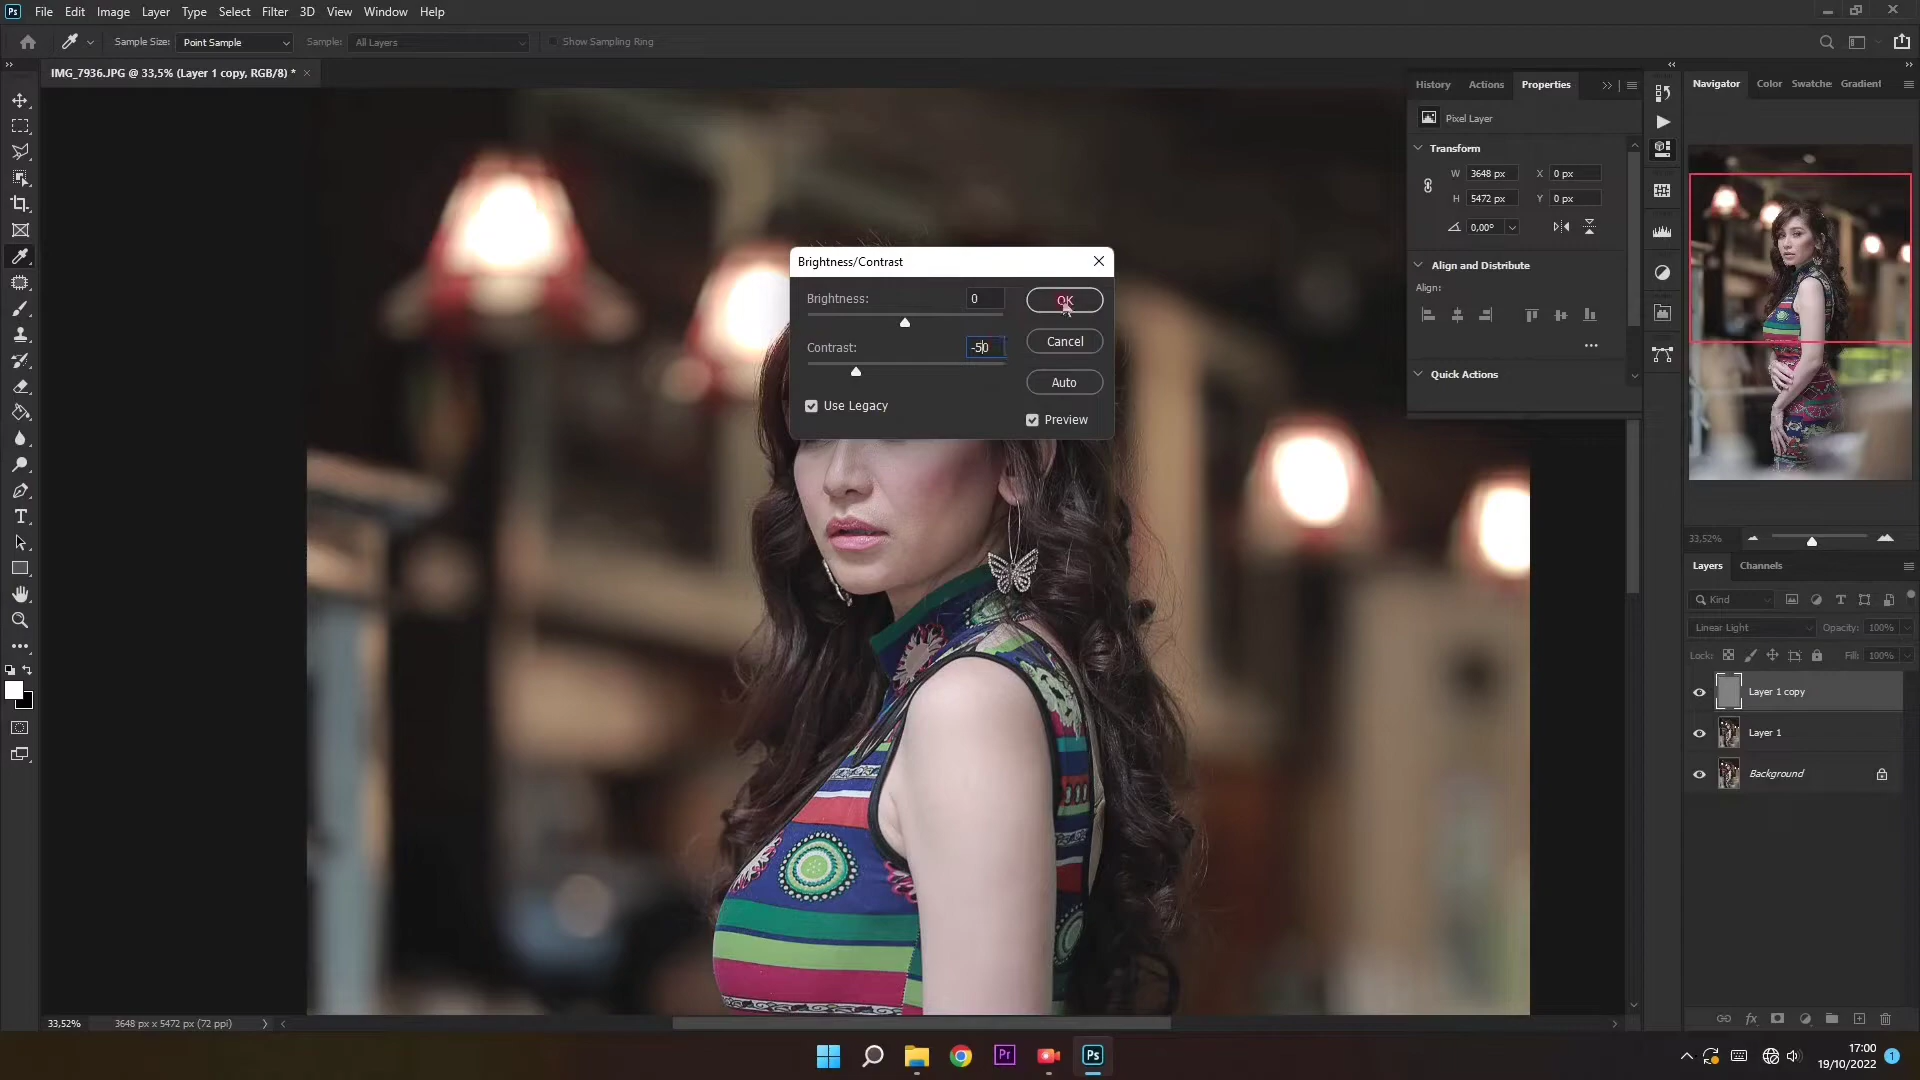 Ps File Edit Image Layer Type Select Filter 3D View Window Help
Sample Size: Point Sample Sample: All Layers Show Sampling Ring
IMG_7936.JPG @ 33,5% (Layer 1 copy, RGB/8) *
History Actions Properties
Pixel Layer
Transform
W 3648 px X 0 px
H 5472 px Y 0 px
0,00°
Align and Distribute
Align:
Quick Actions
Navigator Color Swatche Gradient
33,52%
Layers Channels
Kind
Linear Light Opacity: 100%
Lock: Fill: 100%
Layer 1 copy
Layer 1
Background
Brightness/Contrast
Brightness: 0
OK
Contrast: -50
Cancel
Auto
Use Legacy
Preview
33,52% 3648 px x 5472 px (72 ppi)
Pr Ps
17:00
19/10/2022
1